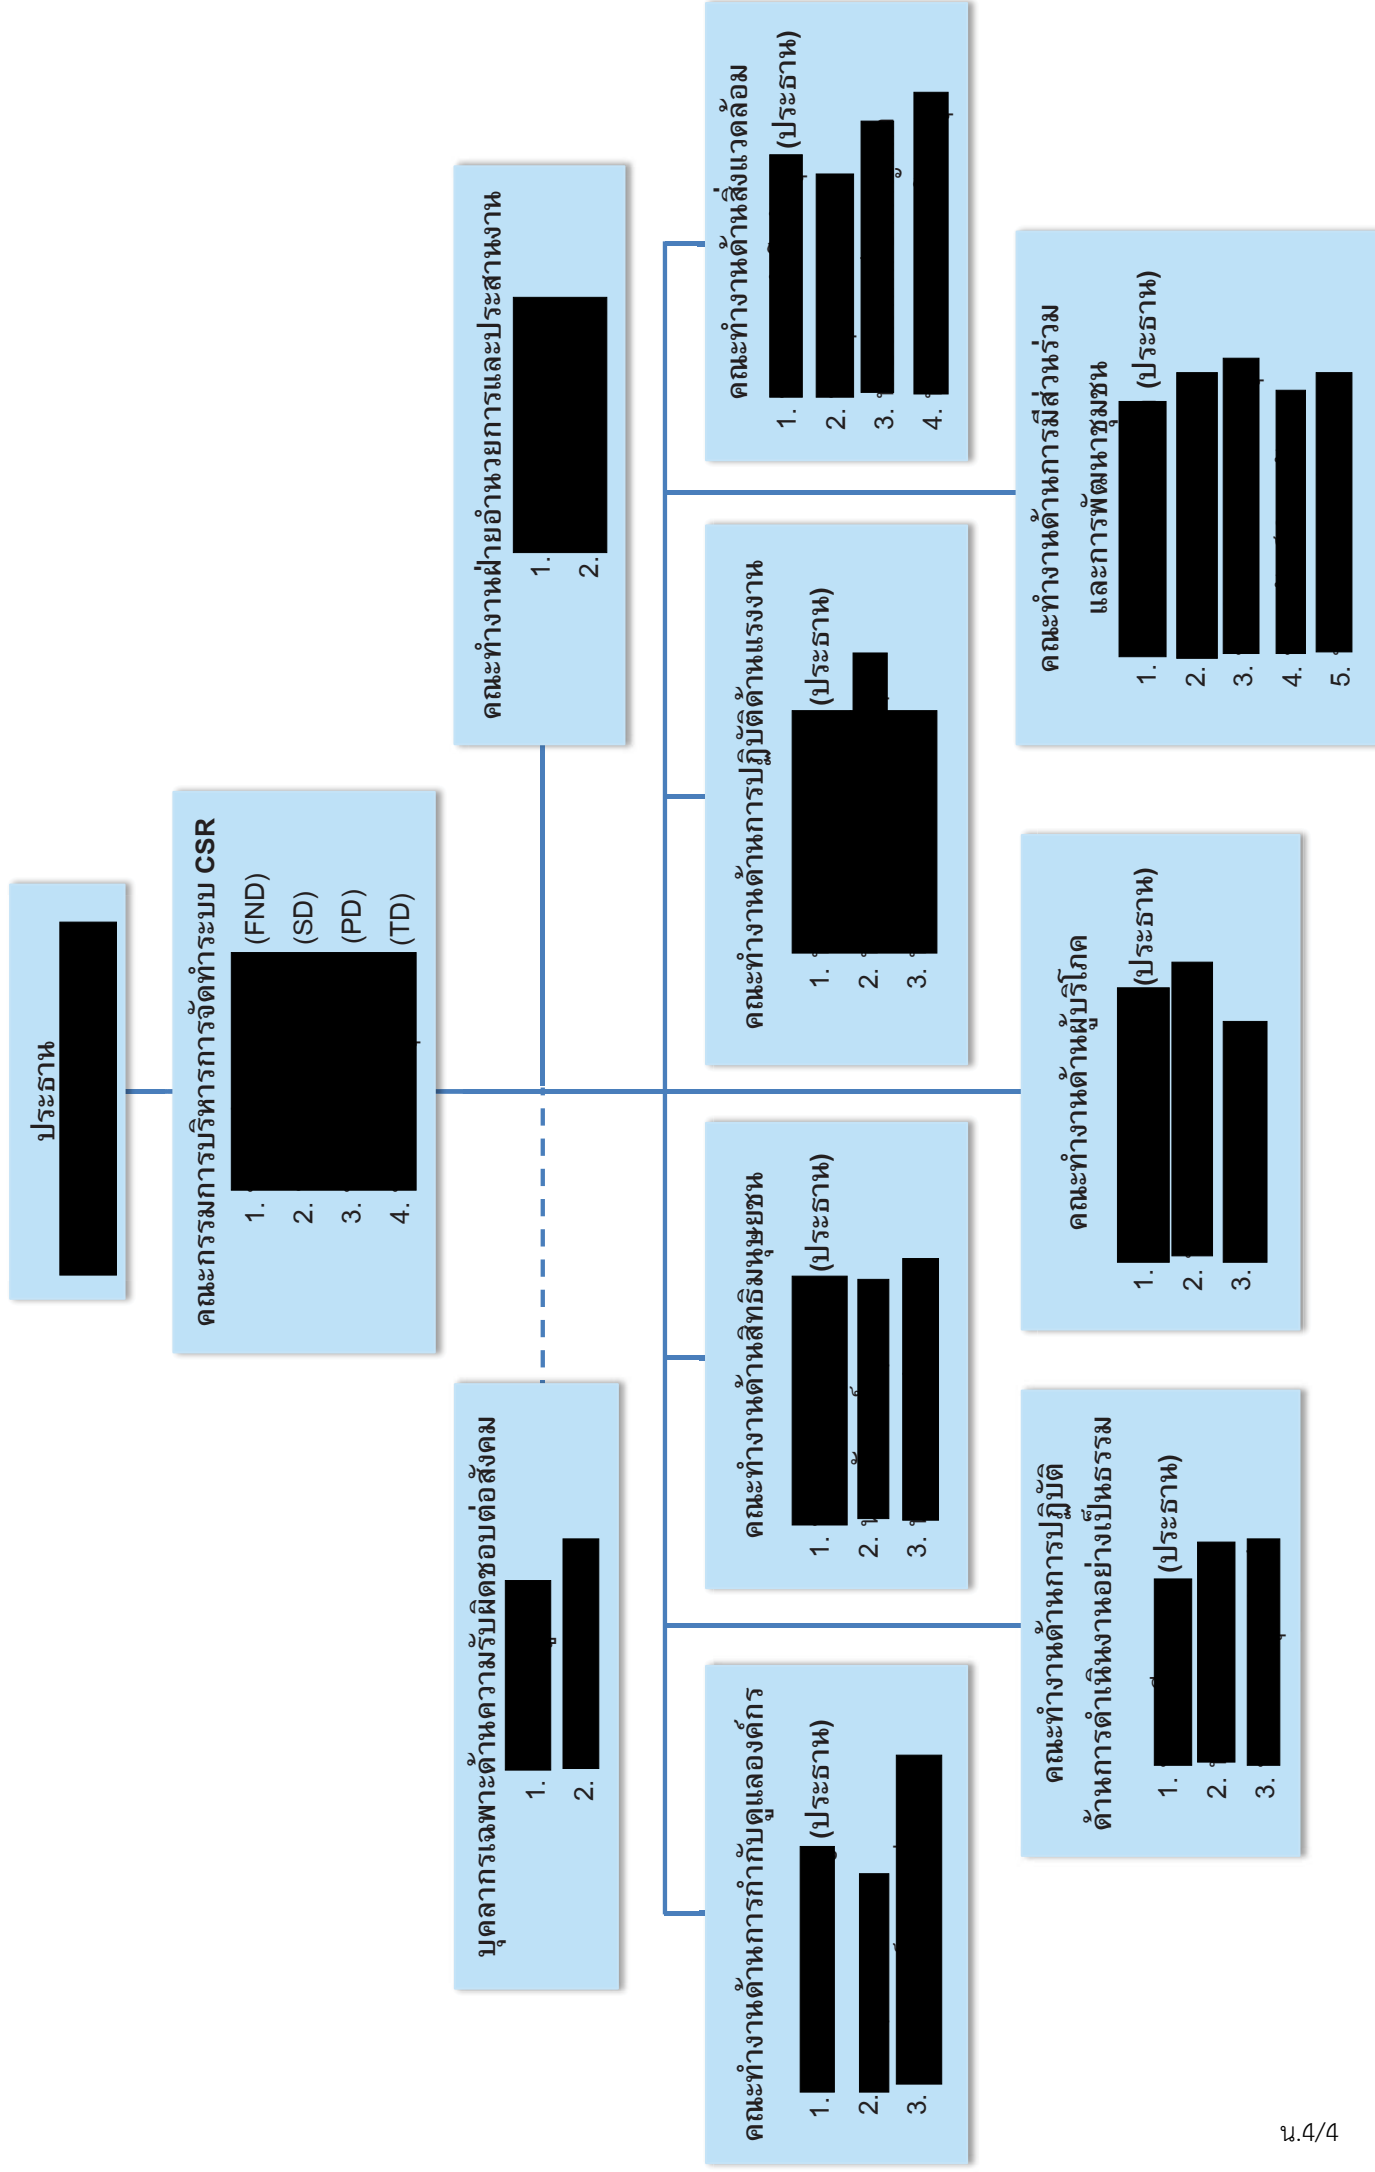 ประธาน
คณะกรรมการบริหารการจัดทำระบบ CSR
1. (FND)
2. (SD)
3. (PD)
4. (TD)
บุคลากรเฉพาะด้านความรับผิดชอบต่อสังคม
1.
2.
คณะทำงานฝ่ายอำนวยการและประสานงาน
1.
2.
คณะทำงานด้านการกำกับดูแลองค์กร
1. (ประธาน)
2.
3.
คณะทำงานด้านสิทธิมนุษยชน
1. (ประธาน)
2.
3.
คณะทำงานด้านการปฏิบัติด้านแรงงาน
1. (ประธาน)
2.
3.
คณะทำงานด้านสิ่งแวดล้อม
1. (ประธาน)
2.
3.
4.
คณะทำงานด้านการปฏิบัติ
ด้านการดำเนินงานอย่างเป็นธรรม
1. (ประธาน)
2.
3.
คณะทำงานด้านผู้บริโภค
1. (ประธาน)
2.
3.
คณะทำงานด้านการมีส่วนร่วม
และการพัฒนาชุมชน
1. (ประธาน)
2.
3.
4.
5.
น.4/4